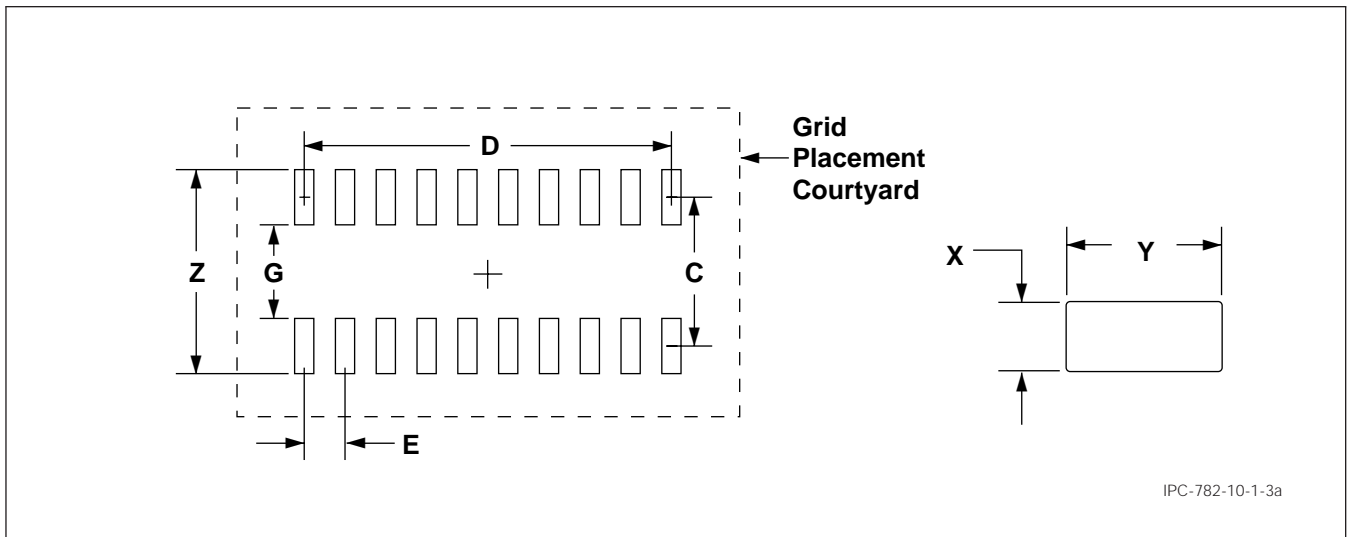 D
Grid
Placement
Courtyard
Z
G
C
X
Y
E
IPC-782-10-1-3a